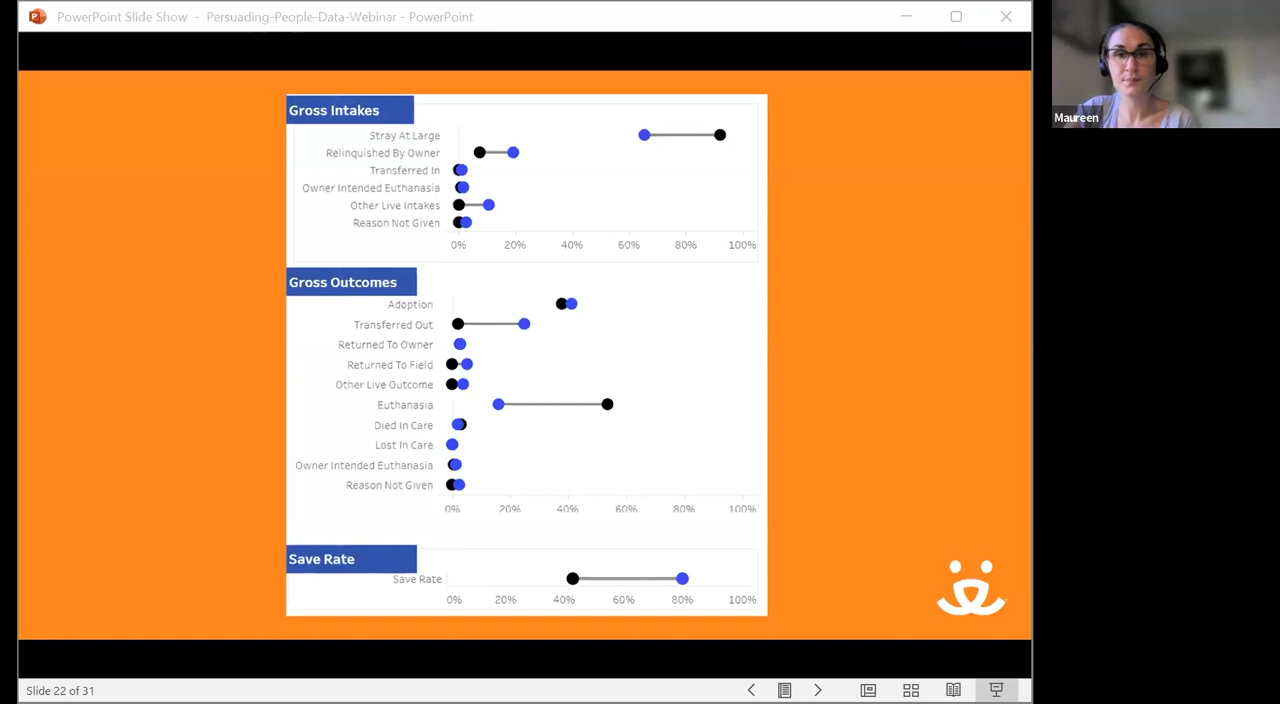 PowerPoint Slide Show - Persuading-People-Data-Webinar - PowerPoint
Maureen
Gross Intakes
Stray At Large
Relinquished By Owner
Transferred In
Owner Intended Euthanasia
Other Live Intakes
Reason Not Given
0% 20% 40% 60% 80% 100%
Gross Outcomes
Adoption
Transferred Out
Returned To Owner
Returned To Field
Other Live Outcome
Euthanasia
Died In Care
Lost In Care
Owner Intended Euthanasia
Reason Not Given
0% 20% 40% 60% 80% 100%
Save Rate
Save Rate
0% 20% 40% 60% 80% 100%
Slide 22 of 31